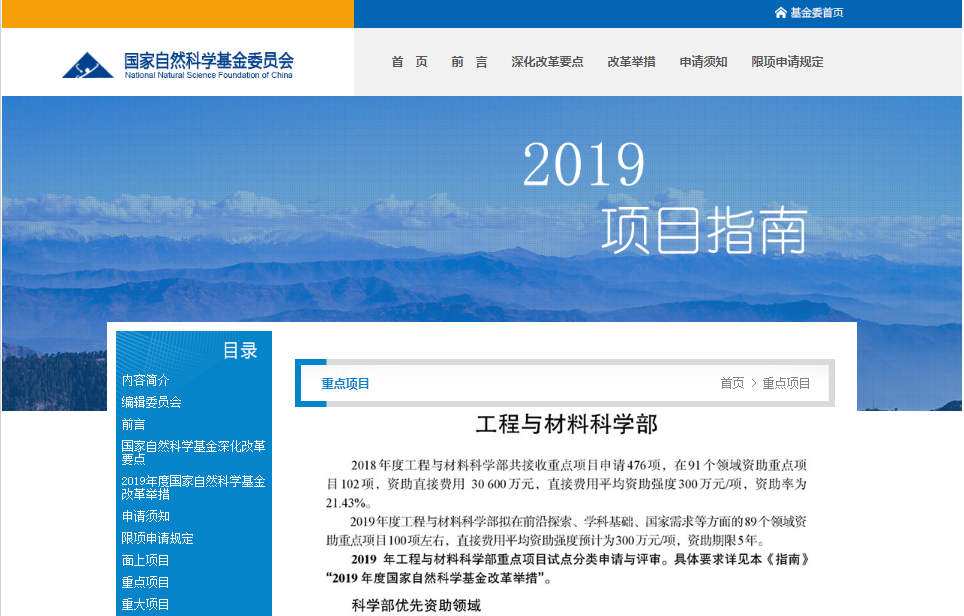 基金委首页
国家自然科学基金委员会
National Natural Science Foundation of China
首 页 前 言 深化改革要点 改革举措 申请须知 限项申请规定
2019
项目指南
目录
内容简介
编辑委员会
前言
国家自然科学基金深化改革
要点
2019年度国家自然科学基金
改革举措
申请须知
限项申请规定
面上项目
重点项目
重大项目
重点项目
首页 > 重点项目
工程与材料科学部
2018年度工程与材料科学部共接收重点项目申请476项，在91个领域资助重点项
目102项，资助直接费用 30 600万元，直接费用平均资助强度300万元/项，资助率为
21.43%。
2019年度工程与材料科学部拟在前沿探索、学科基础、国家需求等方面的89个领域资
助重点项目100项左右，直接费用平均资助强度预计为300万元/项，资助期限5年。
2019 年工程与材料科学部重点项目试点分类申请与评审。具体要求详见本《指南》
“2019年度国家自然科学基金改革举措”。
科学部优先资助领域